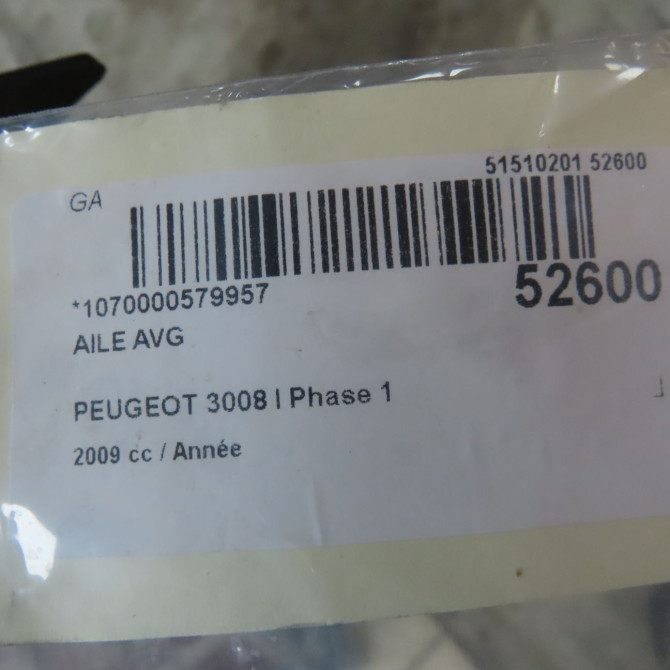 51510201 52600
GA
*1070000579957
52600
AILE AVG
PEUGEOT 3008 I Phase 1
2009 cc / Année